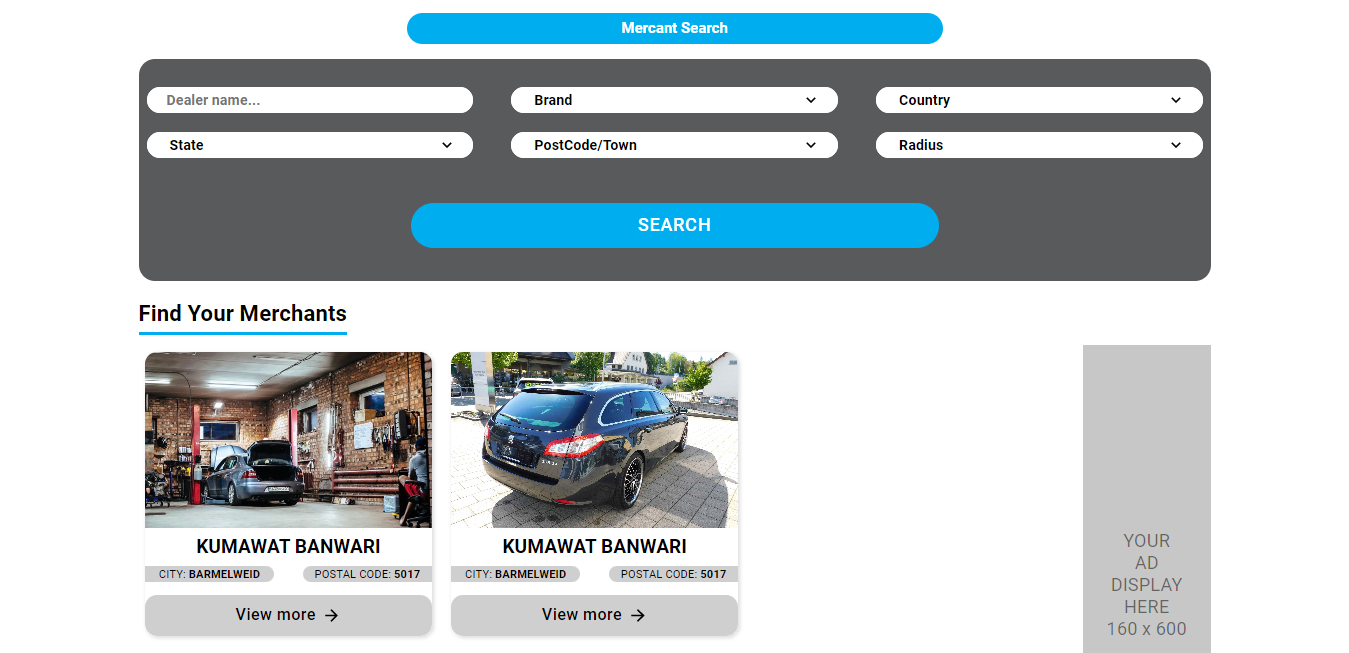 Mercant Search
Dealer name...
Brand
Country
State
PostCode/Town
Radius
SEARCH
Find Your Merchants
KUMAWAT BANWARI
CITY: BARMELWEID
POSTAL CODE: 5017
View more →
KUMAWAT BANWARI
CITY: BARMELWEID
POSTAL CODE: 5017
View more →
YOUR
AD
DISPLAY
HERE
160 x 600